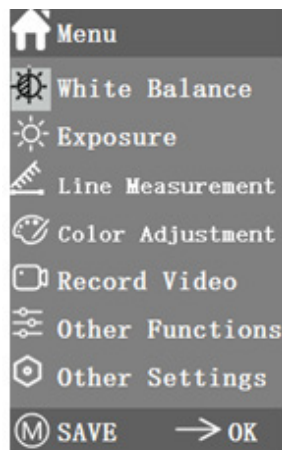 Menu
White Balance
Exposure
Line Measurement
Color Adjustment
Record Video
Other Functions
Other Settings
M SAVE → OK